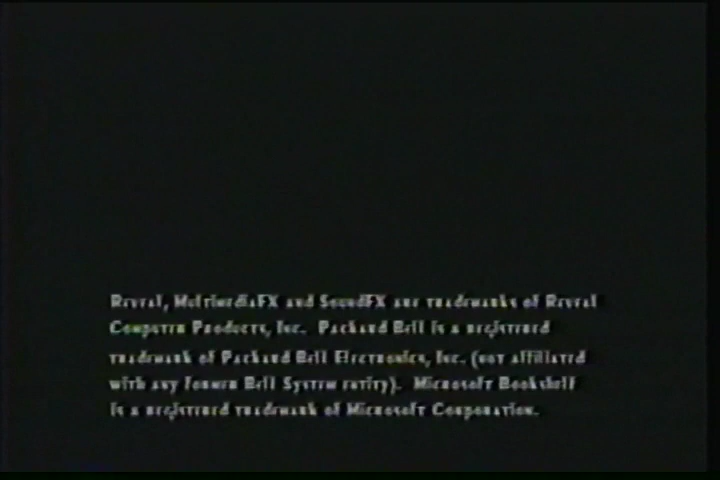 Reveal, MultimediaFX and SoundFX are trademarks of Reveal
Computer Products, Inc. Packard Bell is a registered
trademark of Packard Bell Electronics, Inc. (not affiliated
with any former Bell System entity). Microsoft Bookshelf
is a registered trademark of Microsoft Corporation.